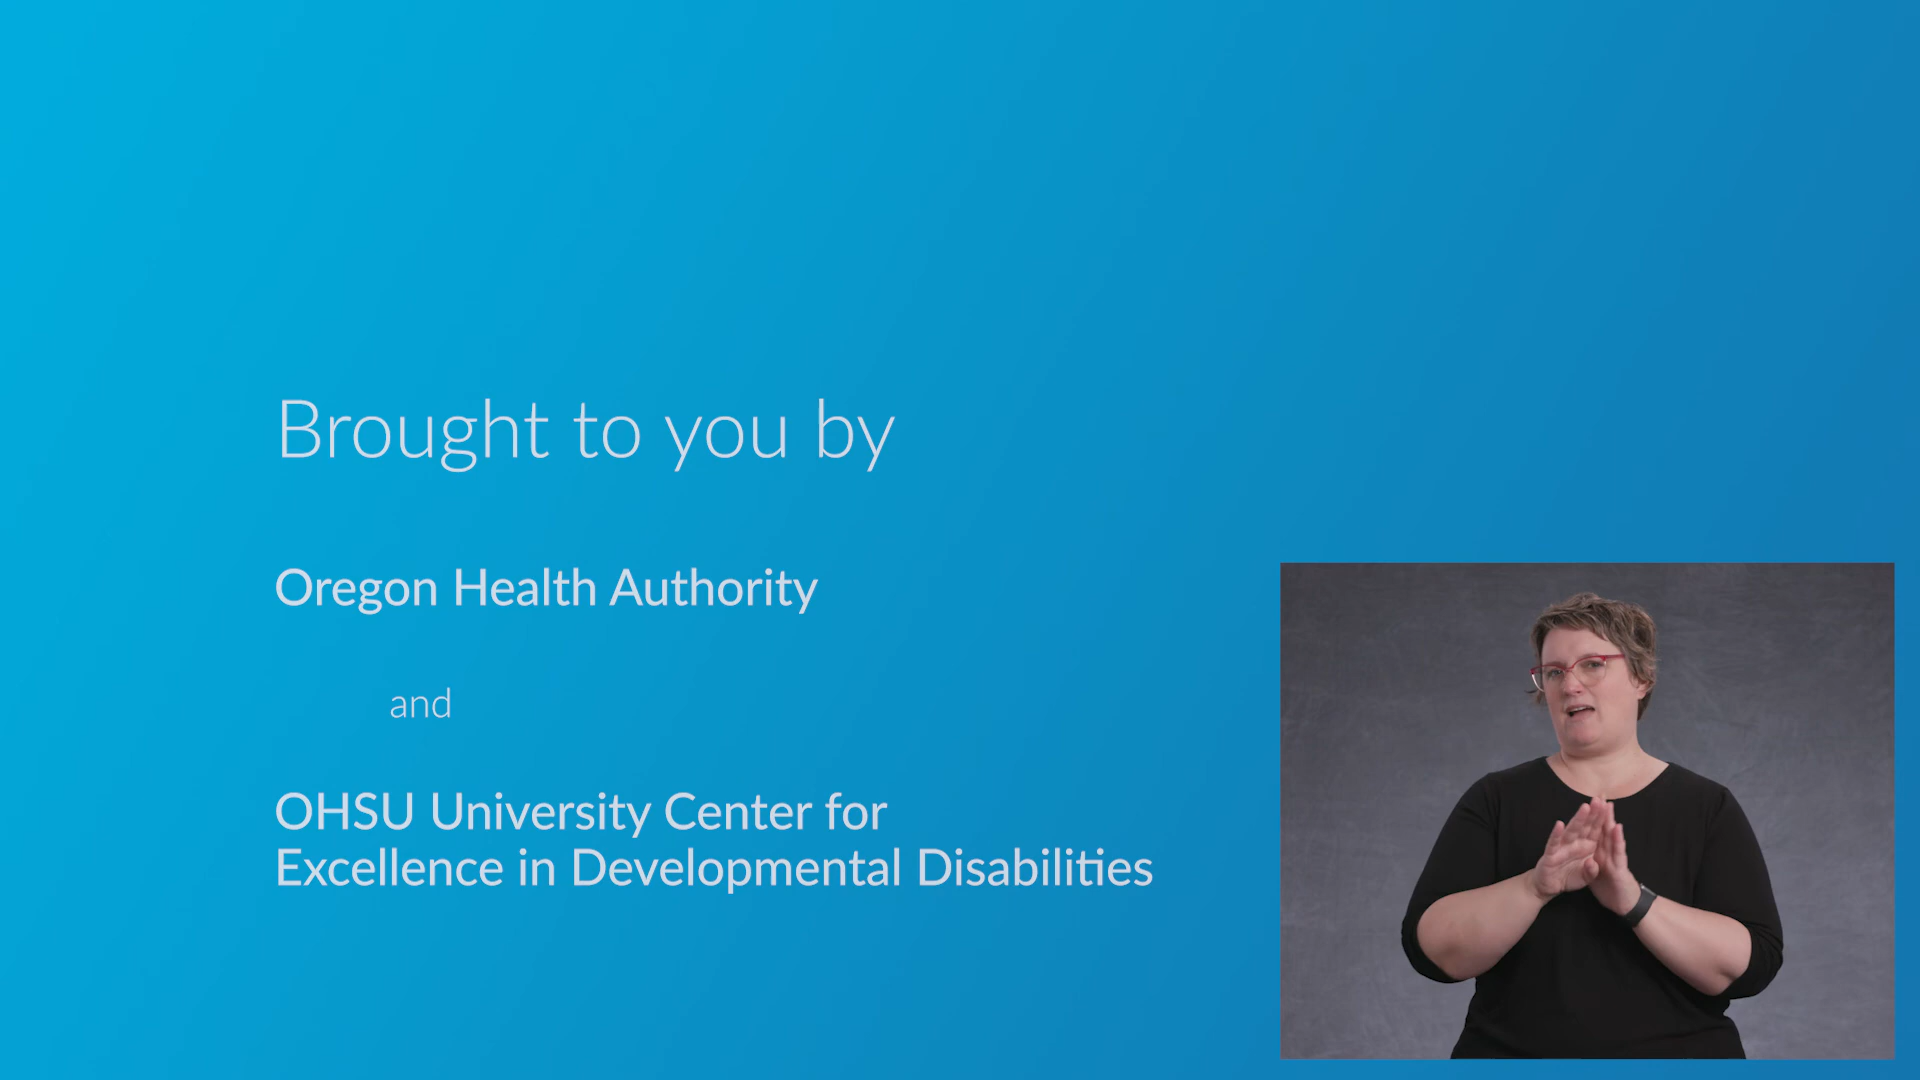 Brought to you by
Oregon Health Authority
and
OHSU University Center for
Excellence in Developmental Disabilities